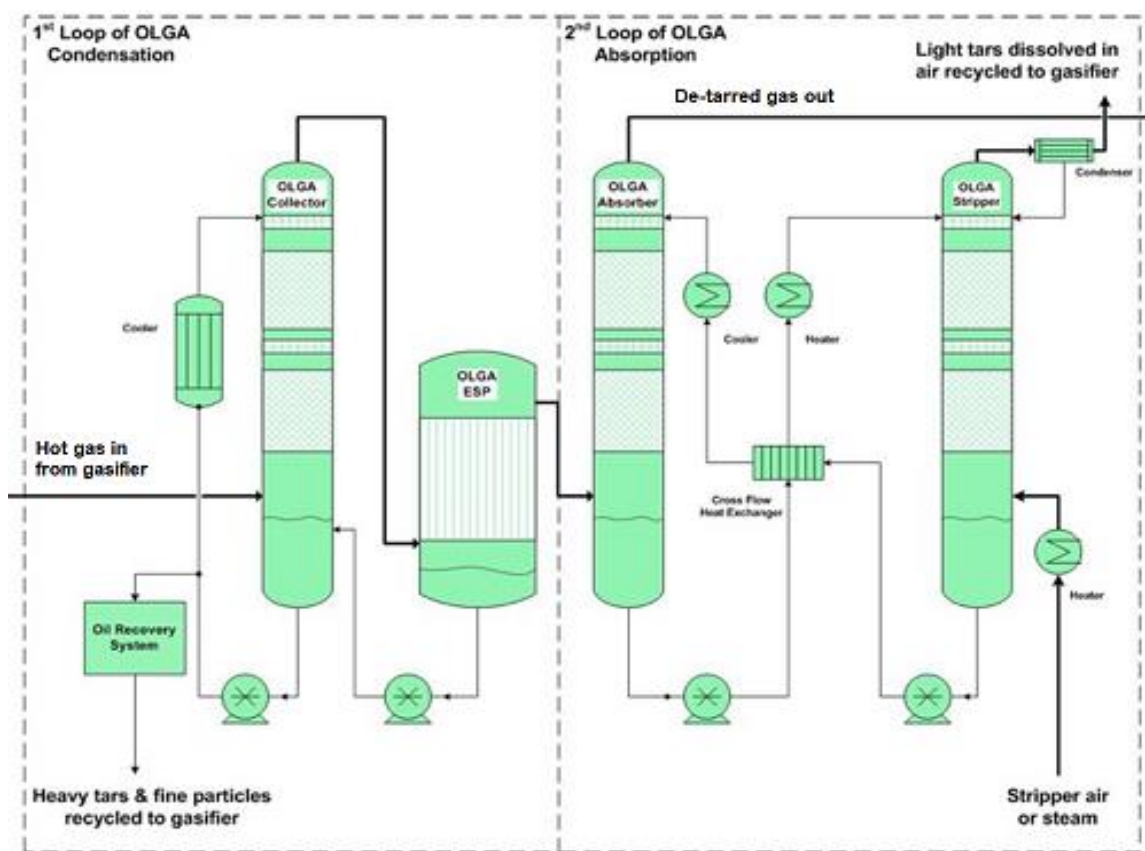 1st Loop of OLGA
Condensation
2nd Loop of OLGA
Absorption
Light tars dissolved in
air recycled to gasifier
De-tarred gas out
Condenser
OLGA
Collector
OLGA
Absorber
OLGA
Stripper
Cooler
Cooler
Heater
OLGA
ESP
Hot gas in
from gasifier
Cross Flow
Heat Exchanger
Heater
Oil Recovery
System
Heavy tars & fine particles
recycled to gasifier
Stripper air
or steam